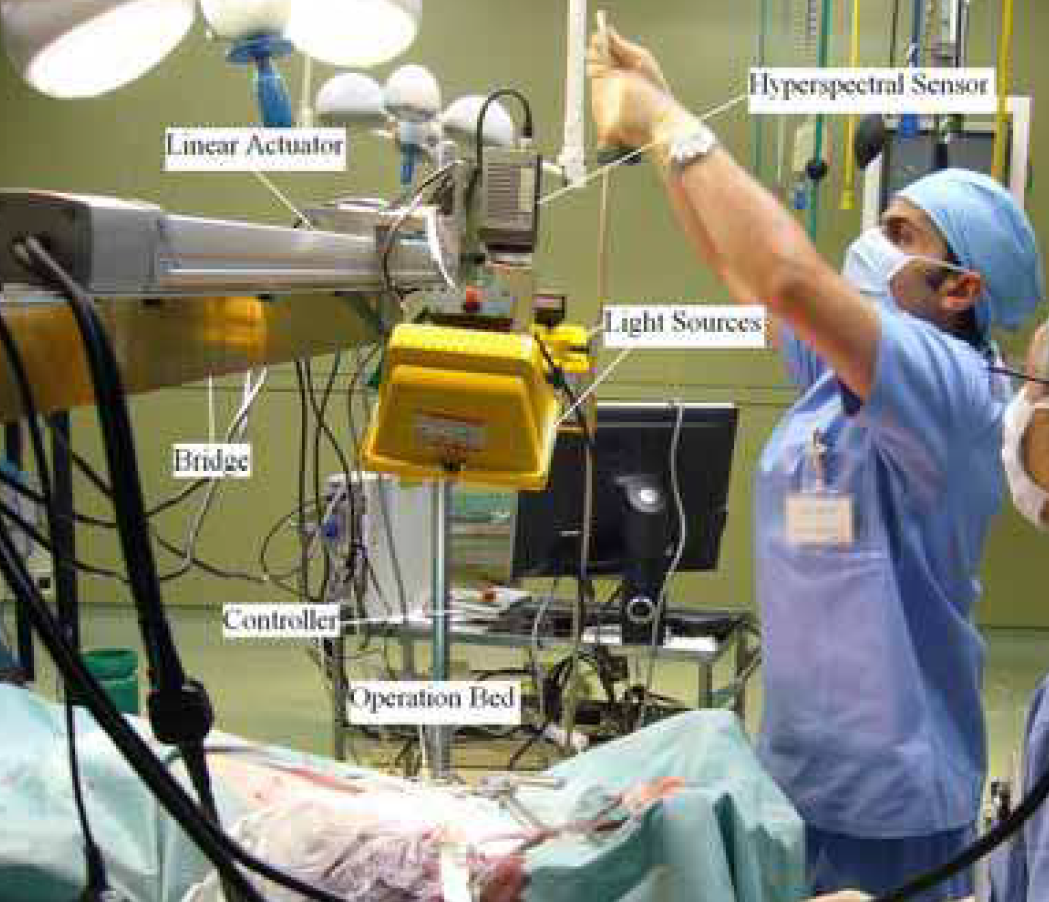 Hyperspectral Sensor
Linear Actuator
Light Sources
Bridge
Controller
Operation Bed